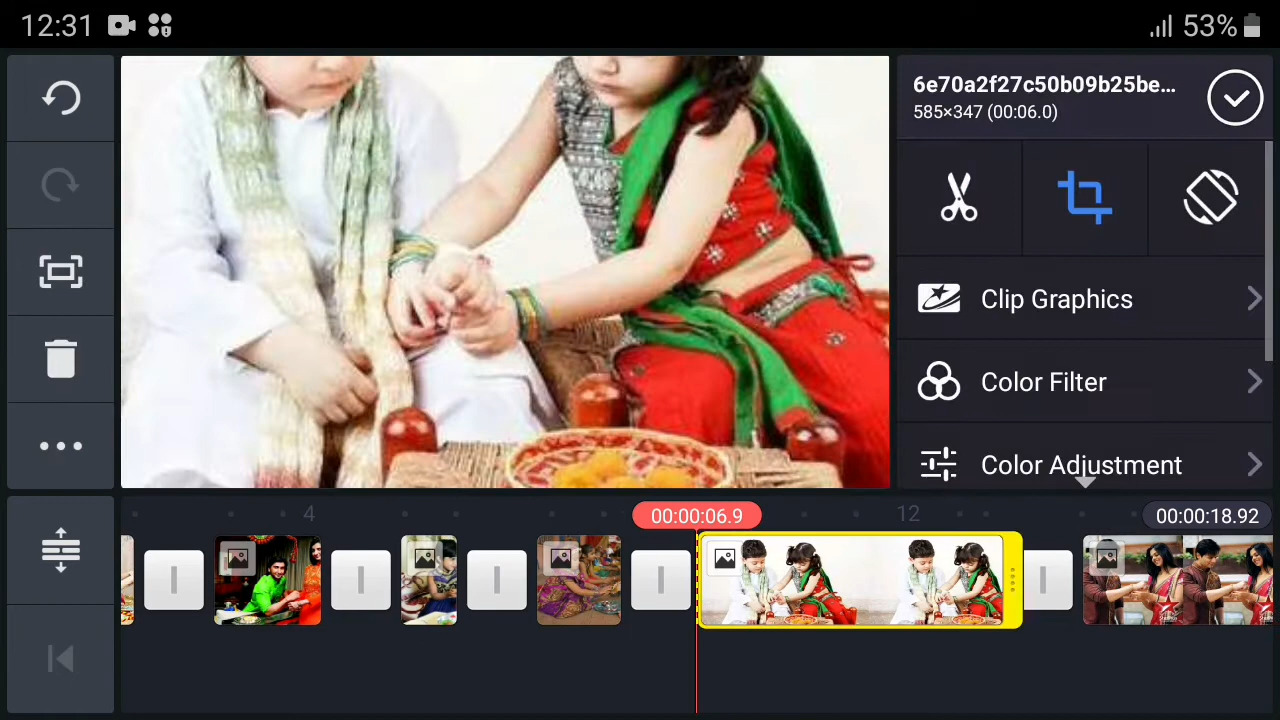 12:31
53%
6e70a2f27c50b09b25be...
585×347 (00:06.0)
Clip Graphics
Color Filter
Color Adjustment
4
00:00:06.9
12
00:00:18.92